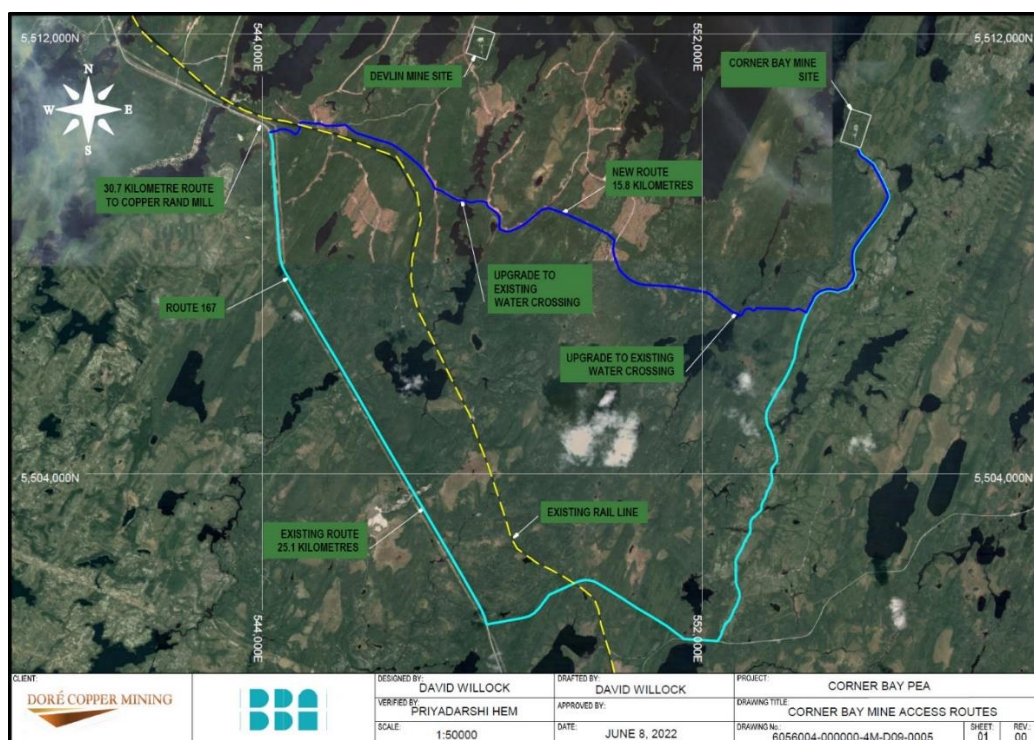 5,512,000N
544,000E
552,000E
5,512,000N
DEVLIN MINE SITE
CORNER BAY MINE
SITE
N
W E
S
30.7 KILOMETRE ROUTE
TO COPPER RAND MILL
NEW ROUTE
15.8 KILOMETRES
UPGRADE TO
EXISTING
WATER CROSSING
ROUTE 167
UPGRADE TO EXISTING
WATER CROSSING
5,504,000N
5,504,000N
EXISTING RAIL LINE
EXISTING ROUTE
25.1 KILOMETRES
544,000E
552,000E
CLIENT:
DORÉ COPPER MINING
BBA
DESIGNED BY:
DAVID WILLOCK
DRAFTED BY:
DAVID WILLOCK
PROJECT:
CORNER BAY PEA
VERIFIED BY:
PRIYADARSHI HEM
APPROVED BY:
DRAWING TITLE:
CORNER BAY MINE ACCESS ROUTES
SCALE:
1:50000
DATE:
JUNE 8, 2022
DRAWING No.:
6056004-000000-4M-D09-0005
SHEET:
01
REV.:
00